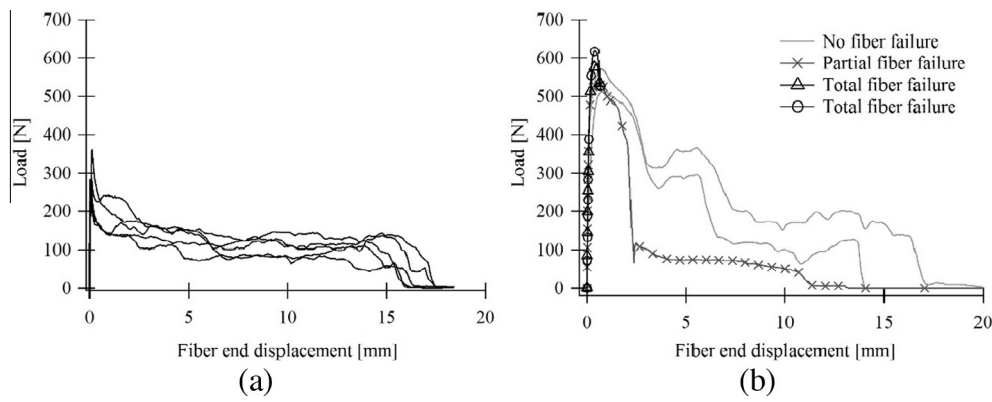 700
600
500
400
300
200
100
0
Load [N]
0 5 10 15 20
Fiber end displacement [mm]
(a)
700
600
500
400
300
200
100
0
Load [N]
No fiber failure
Partial fiber failure
Total fiber failure
Total fiber failure
0 5 10 15 20
Fiber end displacement [mm]
(b)